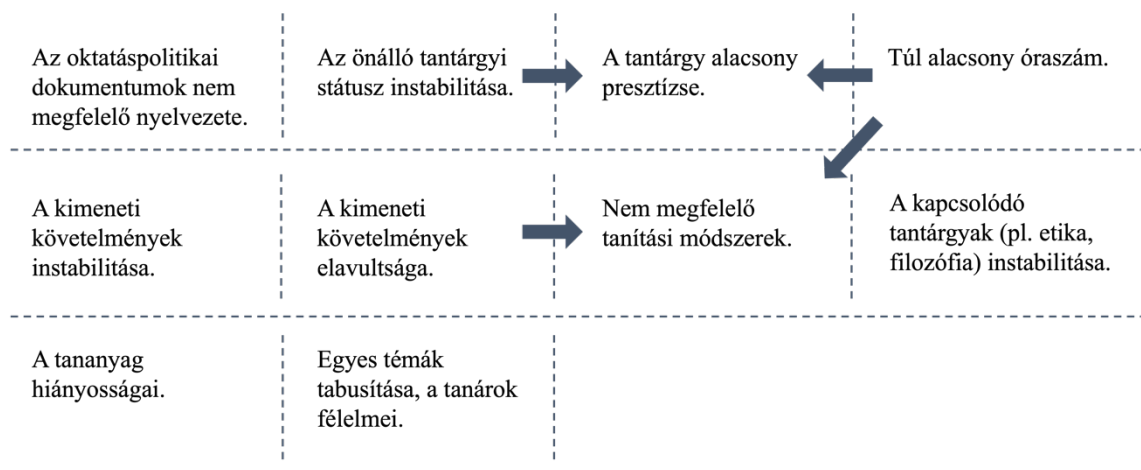 Az oktatáspolitikai
dokumentumok nem
megfelelő nyelvezete.
Az önálló tantárgyi
státusz instabilitása.
A tantárgy alacsony
presztízse.
Túl alacsony óraszám.
A kimeneti
követelmények
instabilitása.
A kimeneti
követelmények
elavultsága.
Nem megfelelő
tanítási módszerek.
A kapcsolódó
tantárgyak (pl. etika,
filozófia) instabilitása.
A tananyag
hiányosságai.
Egyes témák
tabusítása, a tanárok
félelmei.